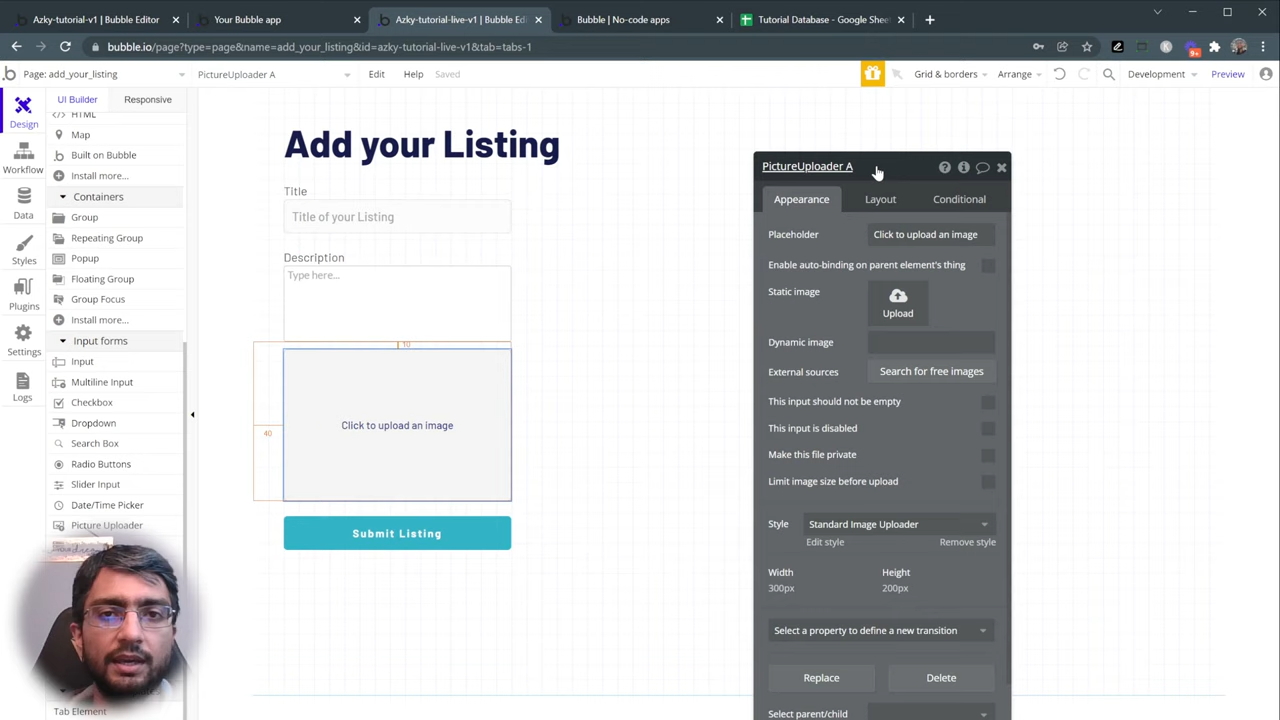 Azky-tutorial-v1 | Bubble Editor
Your Bubble app
Azky-tutorial-live-v1 | Bubble Edi
Bubble | No-code apps
Tutorial Database - Google Shee
bubble.io/page?type=page&name=add_your_listing&id=azky-tutorial-live-v1&tab=tabs-1
9+
Page: add_your_listing
PictureUploader A
Edit
Help
Saved
Grid & borders
Arrange
Development
Preview
Design
Workflow
Data
Styles
Plugins
Settings
Logs
UI Builder
Responsive
HTML
Map
Built on Bubble
Install more...
Containers
Group
Repeating Group
Popup
Floating Group
Group Focus
Install more...
Input forms
Input
Multiline Input
Checkbox
Dropdown
Search Box
Radio Buttons
Slider Input
Date/Time Picker
Picture Uploader
Tab Element
Add your Listing
Title
Title of your Listing
Description
Type here...
10
40
Click to upload an image
Submit Listing
PictureUploader A
Appearance
Layout
Conditional
Placeholder
Click to upload an image
Enable auto-binding on parent element's thing
Static image
Upload
Dynamic image
External sources
Search for free images
This input should not be empty
This input is disabled
Make this file private
Limit image size before upload
Style
Standard Image Uploader
Edit style
Remove style
Width
Height
300px
200px
Select a property to define a new transition
Replace
Delete
Select parent/child